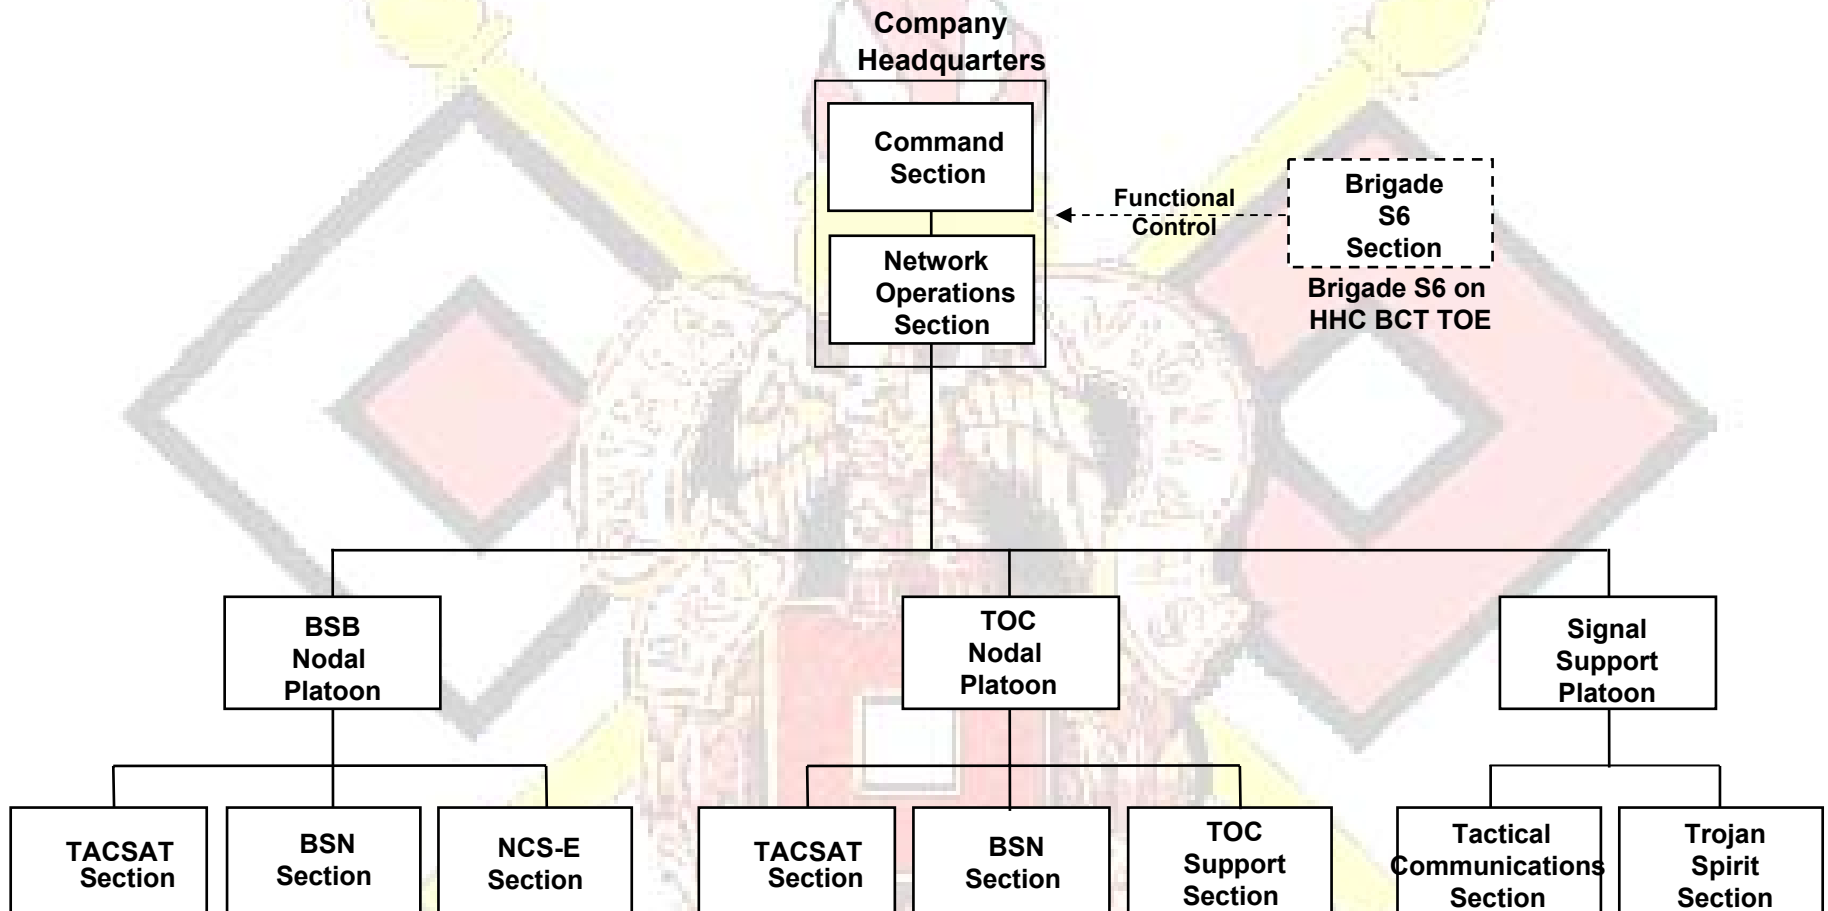 Company
Headquarters
Command
Section
Functional
Control
Brigade
S6
Section
Network
Operations
Section
Brigade S6 on
HHC BCT TOE
BSB
Nodal
Platoon
TOC
Nodal
Platoon
Signal
Support
Platoon
TACSAT
Section
BSN
Section
NCS-E
Section
TACSAT
Section
BSN
Section
TOC
Support
Section
Tactical
Communications
Section
Trojan
Spirit
Section